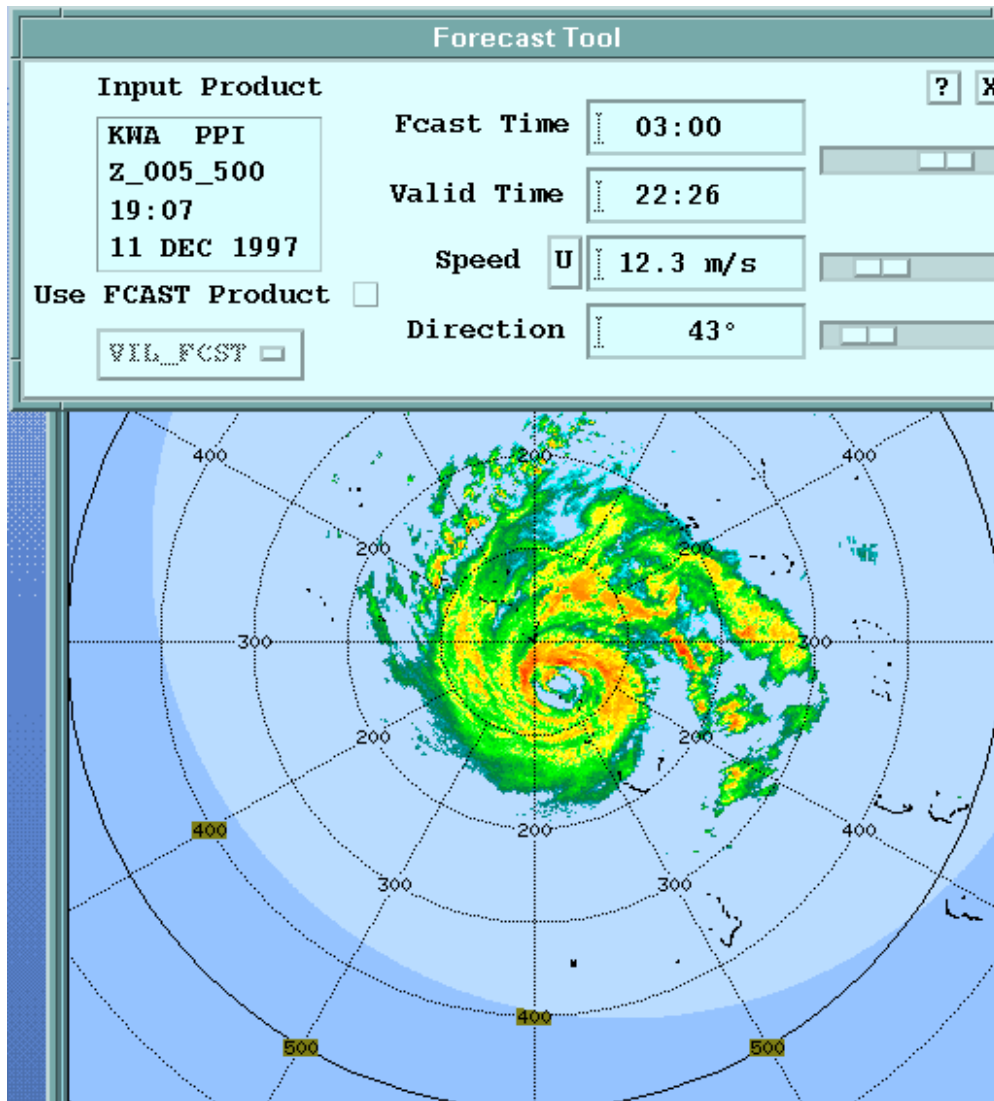 Forecast Tool
Input Product
? X
KWA PPI
Z_005_500
19:07
11 DEC 1997
Fcast Time 03:00
Valid Time 22:26
Speed U 12.3 m/s
Use FCAST Product
Direction 43°
VIL_FCST
400 200 400
200 200
300 300
200 200
400 200 400
300 300
400
500 500